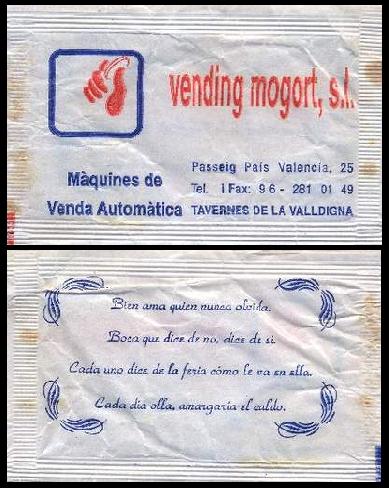 vending mogort, s.l.
Màquines de
Venda Automàtica
Passeig País Valencia, 25
Tel. i Fax: 96 - 281 01 49
TAVERNES DE LA VALLDIGNA
Bien ama quien nunca olvida.
Boca que dice de no, dice de si.
Cada uno dice de la feria cómo le va en ella.
Cada día olla, amargaría el caldo.